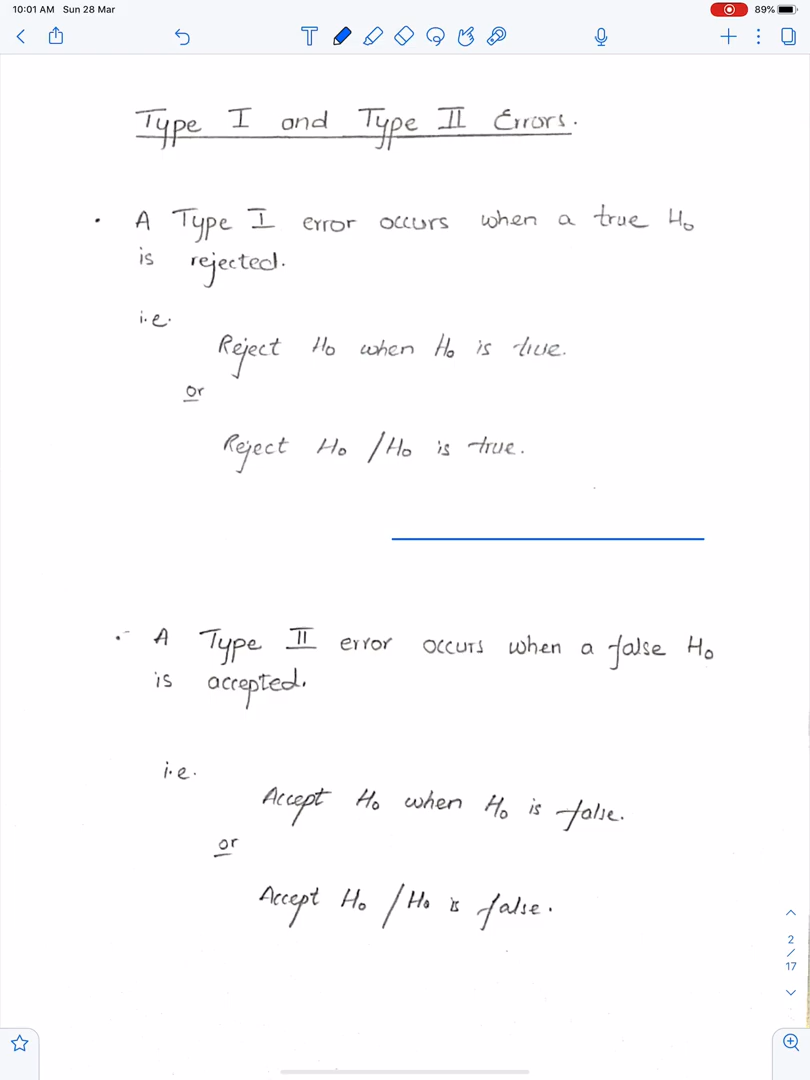 10:01 AM Sun 28 Mar
89%
T
Type I and Type II Errors.
• A Type I error occurs when a true H₀
is rejected.
i.e.
Reject H₀ when H₀ is true.
or
Reject H₀ / H₀ is true.
• A Type II error occurs when a false H₀
is accepted.
i.e.
Accept H₀ when H₀ is false.
or
Accept H₀ / H₀ is false.
2
/
17